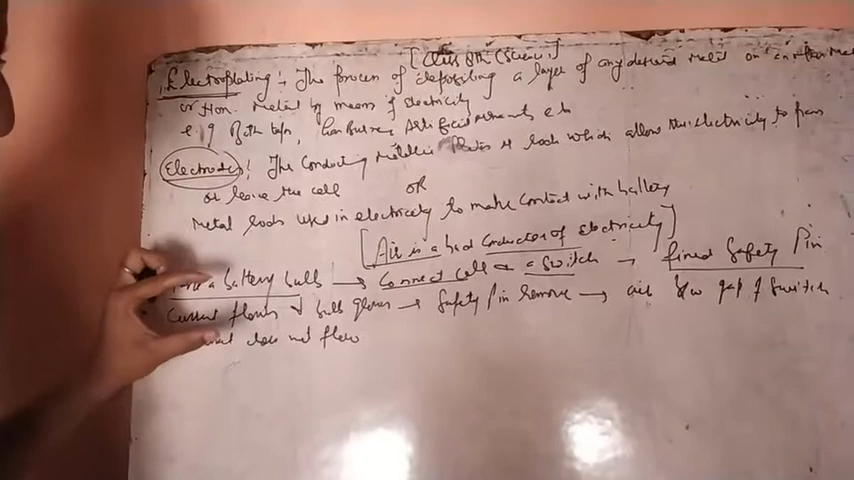 [Class 8th (Science)]
Electroplating : The process of depositing a layer of any desired metal on another Metal
or Non-Metal by means of electricity
e.g Bath taps, Gas Burners Artificial ornaments etc
Electrodes : The Conducting Metallic Plates or rods which allow the electricity to pass
or leave the cell OR
Metal rods used in electricity to make Contact with battery
[Air is a bad Conductor of electricity]
a battery bulb → Connect Cell & a Switch → fixed Safety Pin
Current flows & bulb glows → Safety Pin Remove → air b/w gap of switch
does not flow